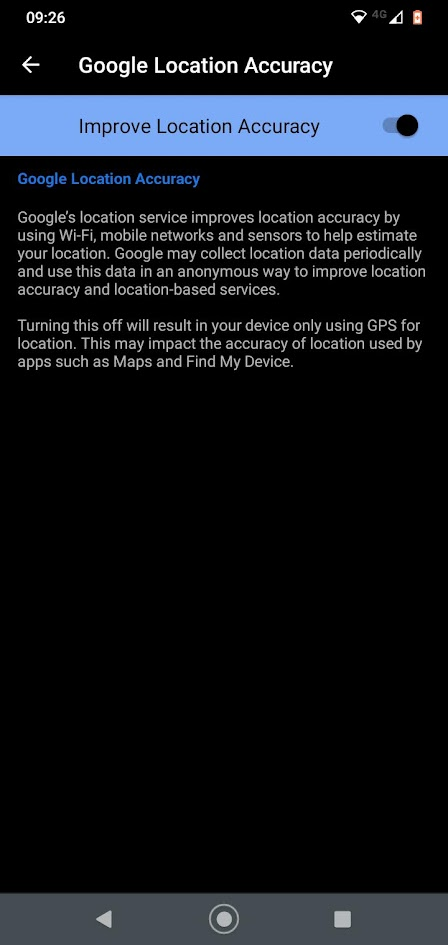 09:26
4G
Google Location Accuracy
Improve Location Accuracy
Google Location Accuracy
Google's location service improves location accuracy by
using Wi-Fi, mobile networks and sensors to help estimate
your location. Google may collect location data periodically
and use this data in an anonymous way to improve location
accuracy and location-based services.
Turning this off will result in your device only using GPS for
location. This may impact the accuracy of location used by
apps such as Maps and Find My Device.